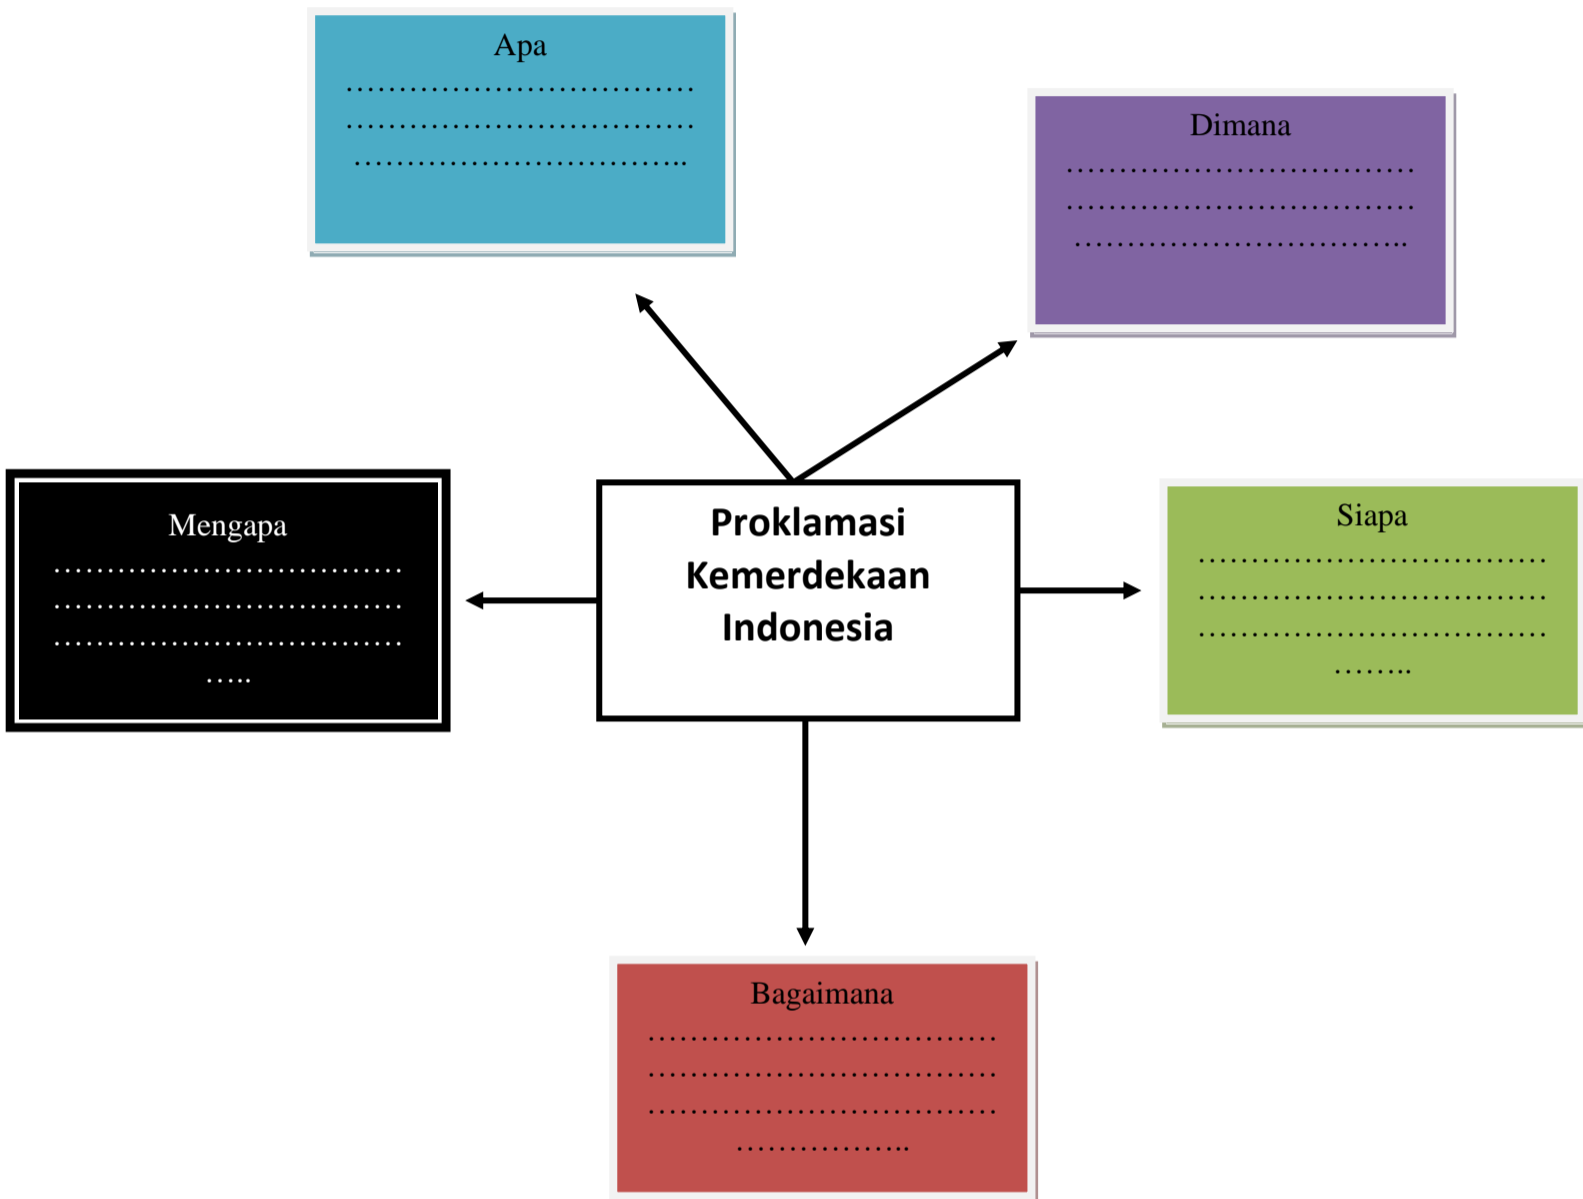 Apa
……………………………
……………………………
…………………………..
Dimana
……………………………
……………………………
…………………………..
Mengapa
……………………………
……………………………
……………………………
…..
Proklamasi
Kemerdekaan
Indonesia
Siapa
……………………………
……………………………
……………………………
……..
Bagaimana
……………………………
……………………………
……………………………
……………..